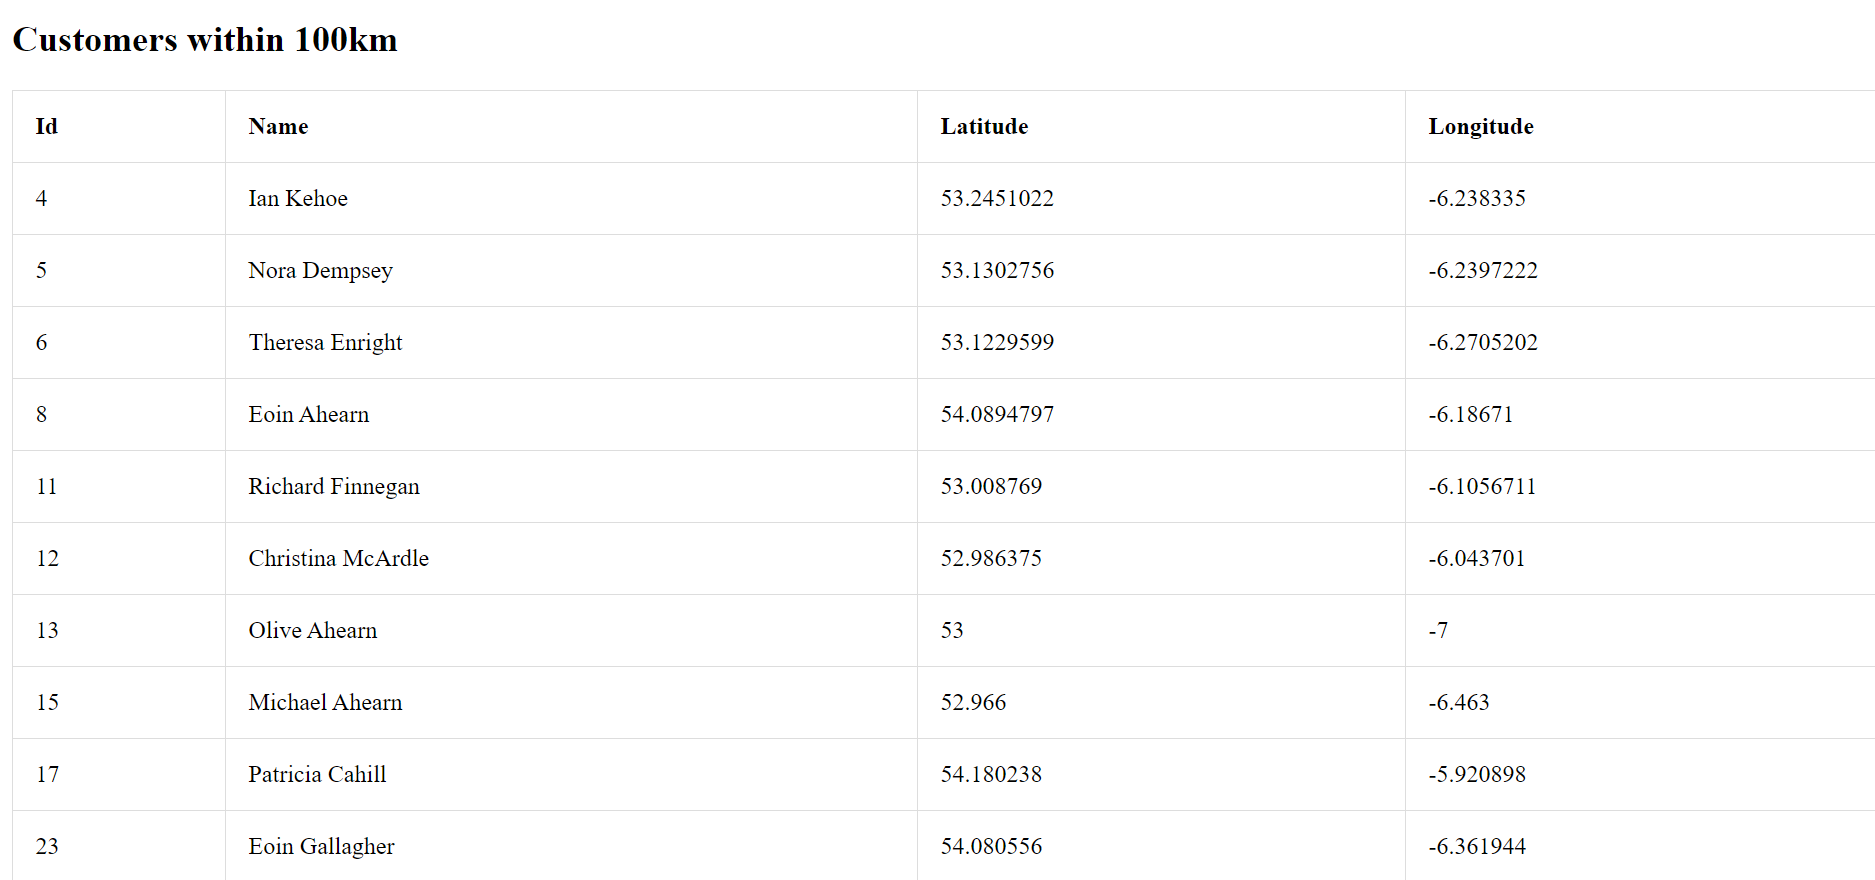 Customers within 100km
Id Name Latitude Longitude
4 Ian Kehoe 53.2451022 -6.238335
5 Nora Dempsey 53.1302756 -6.2397222
6 Theresa Enright 53.1229599 -6.2705202
8 Eoin Ahearn 54.0894797 -6.18671
11 Richard Finnegan 53.008769 -6.1056711
12 Christina McArdle 52.986375 -6.043701
13 Olive Ahearn 53 -7
15 Michael Ahearn 52.966 -6.463
17 Patricia Cahill 54.180238 -5.920898
23 Eoin Gallagher 54.080556 -6.361944